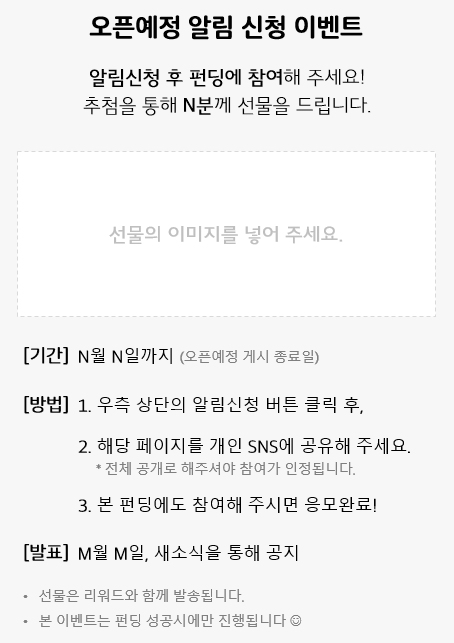 오픈예정 알림 신청 이벤트
알림신청 후 펀딩에 참여해 주세요!
추첨을 통해 N분께 선물을 드립니다.
선물의 이미지를 넣어 주세요.
[기간] N월 N일까지 (오픈예정 게시 종료일)
[방법] 1. 우측 상단의 알림신청 버튼 클릭 후,
2. 해당 페이지를 개인 SNS에 공유해 주세요.
* 전체 공개로 해주셔야 참여가 인정됩니다.
3. 본 펀딩에도 참여해 주시면 응모완료!
[발표] M월 M일, 새소식을 통해 공지
• 선물은 리워드와 함께 발송됩니다.
• 본 이벤트는 펀딩 성공시에만 진행됩니다 ☺